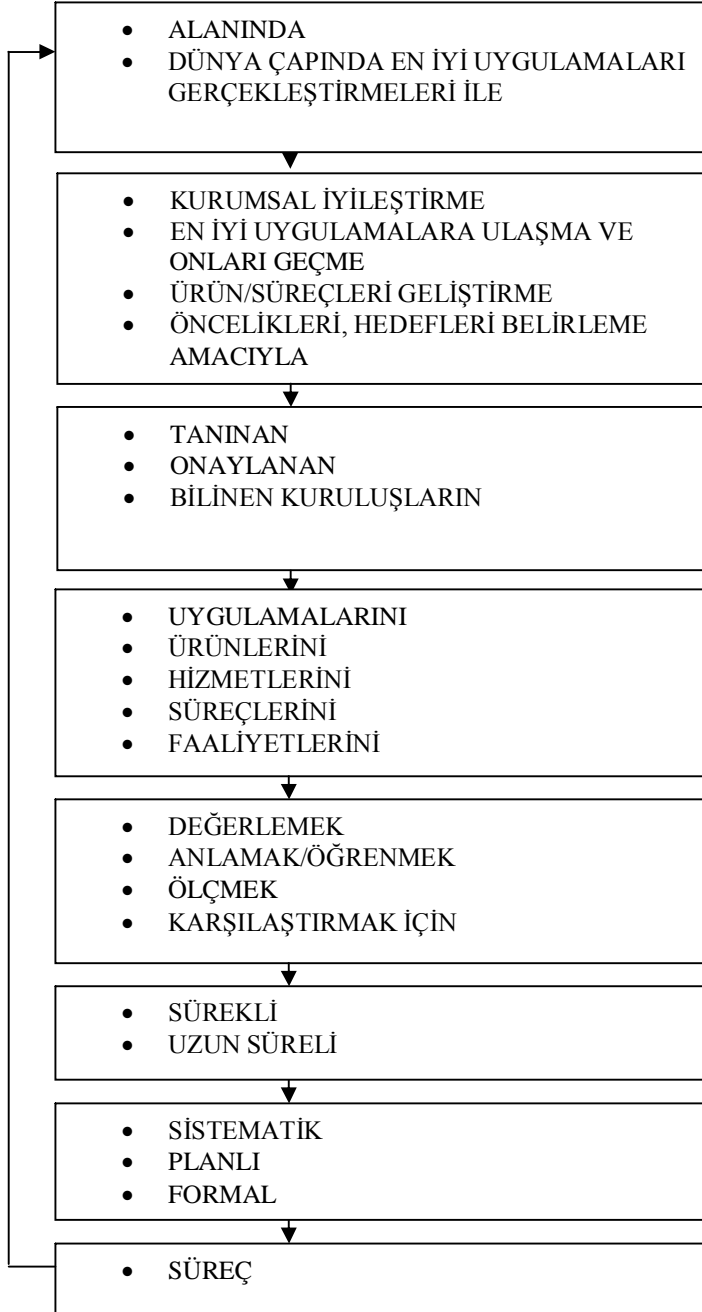 • ALANINDA
• DÜNYA ÇAPINDA EN İYİ UYGULAMALARI
GERÇEKLEŞTİRMELERİ İLE
• KURUMSAL İYİLEŞTİRME
• EN İYİ UYGULAMALARA ULAŞMA VE
ONLARI GEÇME
• ÜRÜN/SÜREÇLERİ GELİŞTİRME
• ÖNCELİKLERİ, HEDEFLERİ BELİRLEME
AMACIYLA
• TANINAN
• ONAYLANAN
• BİLİNEN KURULUŞLARIN
• UYGULAMALARINI
• ÜRÜNLERİNİ
• HİZMETLERİNİ
• SÜREÇLERİNİ
• FAALİYETLERİNİ
• DEĞERLEMEK
• ANLAMAK/ÖĞRENMEK
• ÖLÇMEK
• KARŞILAŞTIRMAK İÇİN
• SÜREKLİ
• UZUN SÜRELİ
• SİSTEMATİK
• PLANLI
• FORMAL
• SÜREÇ